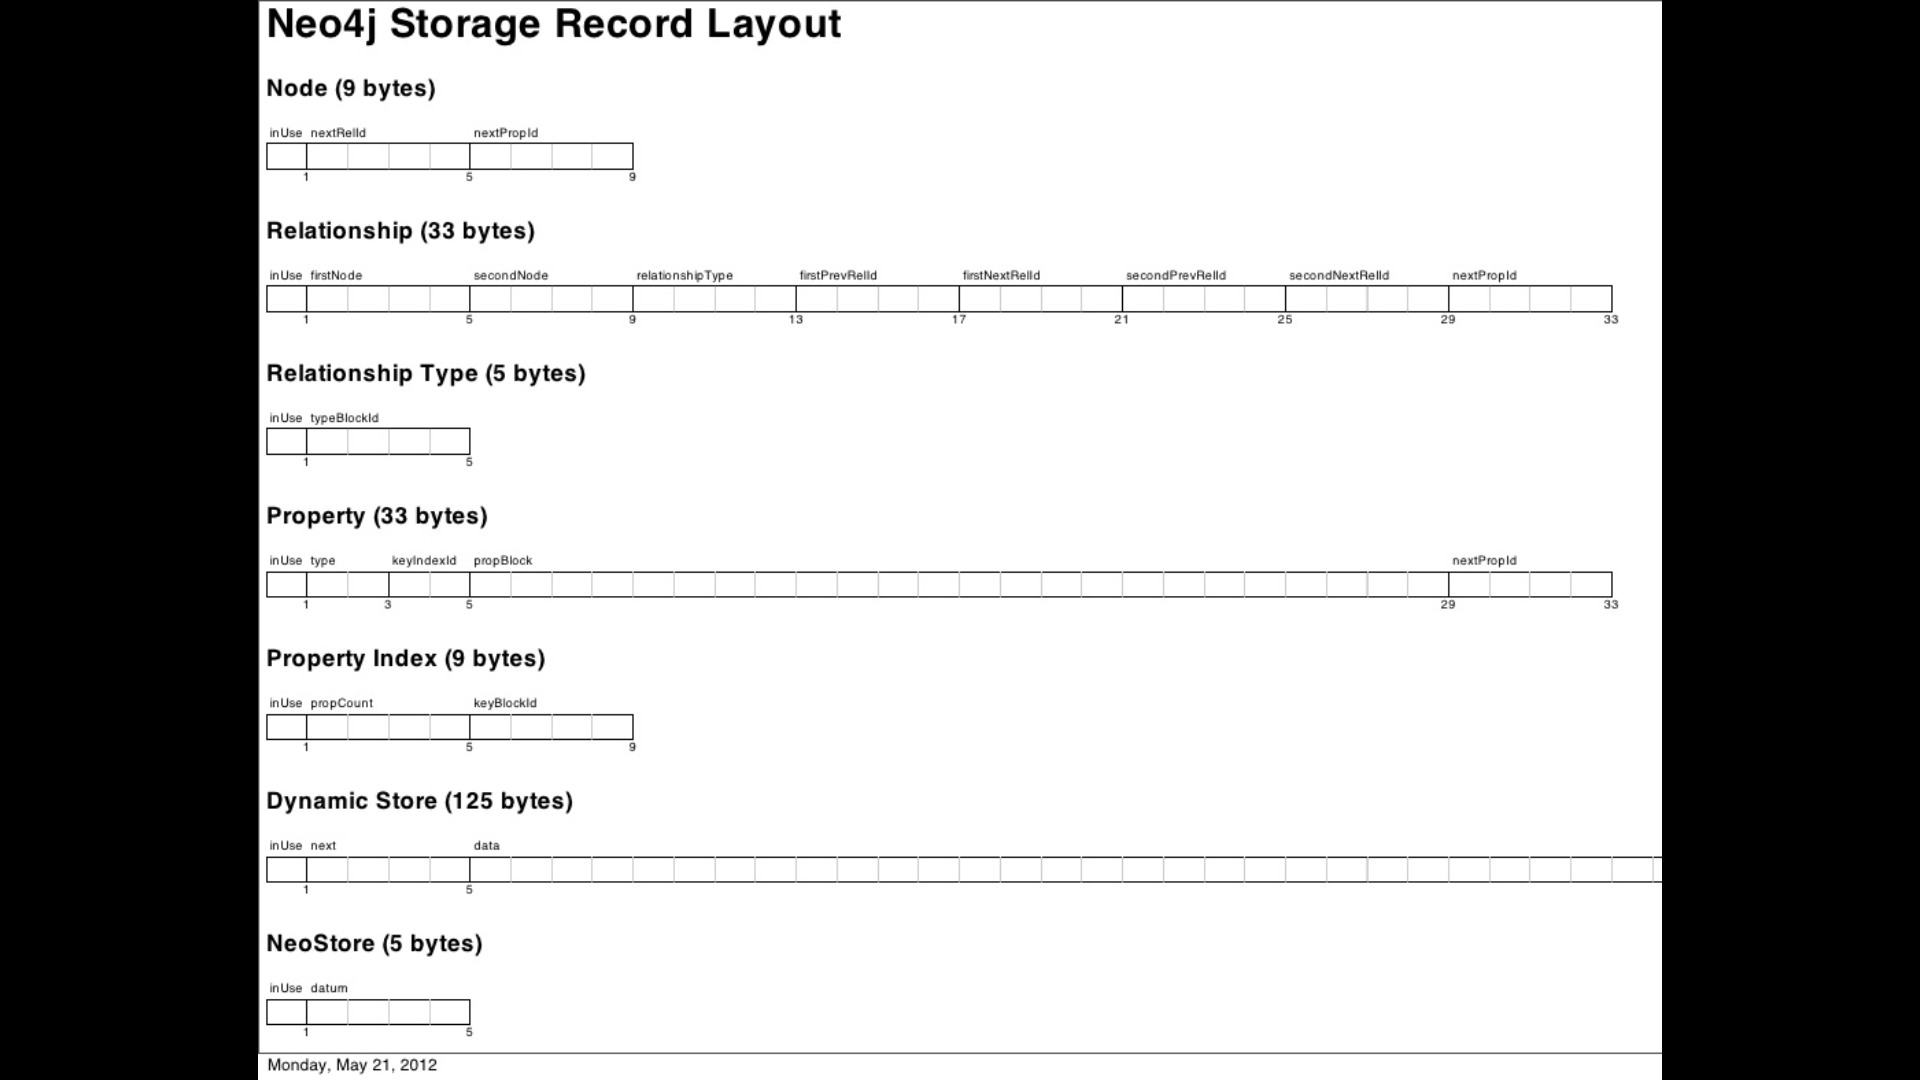 Neo4j Storage Record Layout
Node (9 bytes)
inUse nextRelId nextPropId
1 5 9
Relationship (33 bytes)
inUse firstNode secondNode relationshipType firstPrevRelId firstNextRelId secondPrevRelId secondNextRelId nextPropId
1 5 9 13 17 21 25 29 33
Relationship Type (5 bytes)
inUse typeBlockId
1 5
Property (33 bytes)
inUse type keyIndexId propBlock nextPropId
1 3 5 29 33
Property Index (9 bytes)
inUse propCount keyBlockId
1 5 9
Dynamic Store (125 bytes)
inUse next data
1 5
NeoStore (5 bytes)
inUse datum
1 5
Monday, May 21, 2012